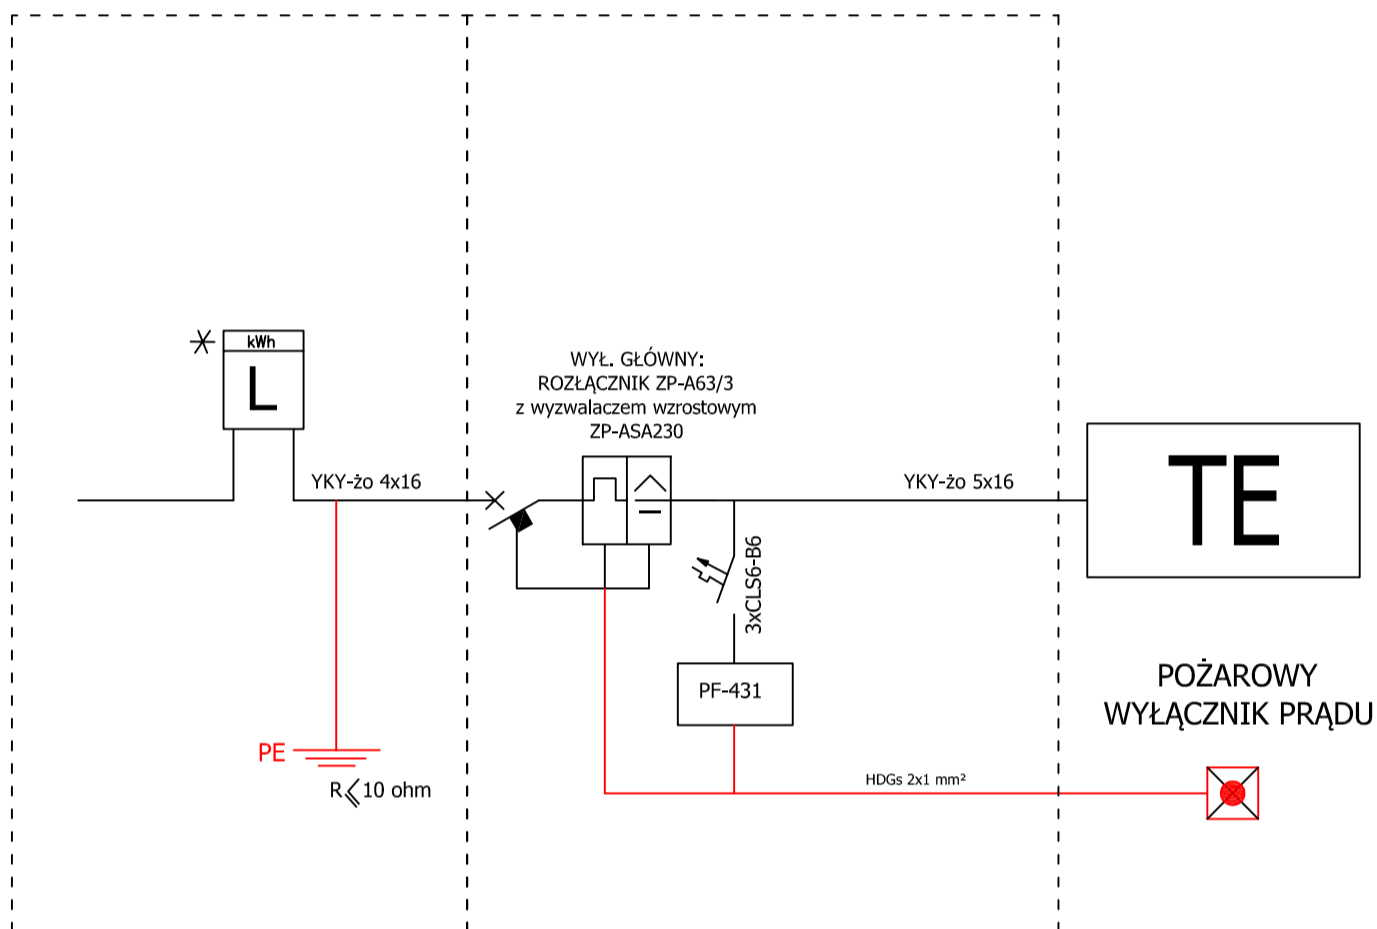 kWh
L
WYŁ. GŁÓWNY:
ROZŁĄCZNIK ZP-A63/3
z wyzwalaczem wzrostowym
ZP-ASA230
YKY-żo 4x16
YKY-żo 5x16
TE
3xCLS6-B6
PF-431
POŻAROWY
WYŁĄCZNIK PRĄDU
PE
R⩽10 ohm
HDGs 2x1 mm²